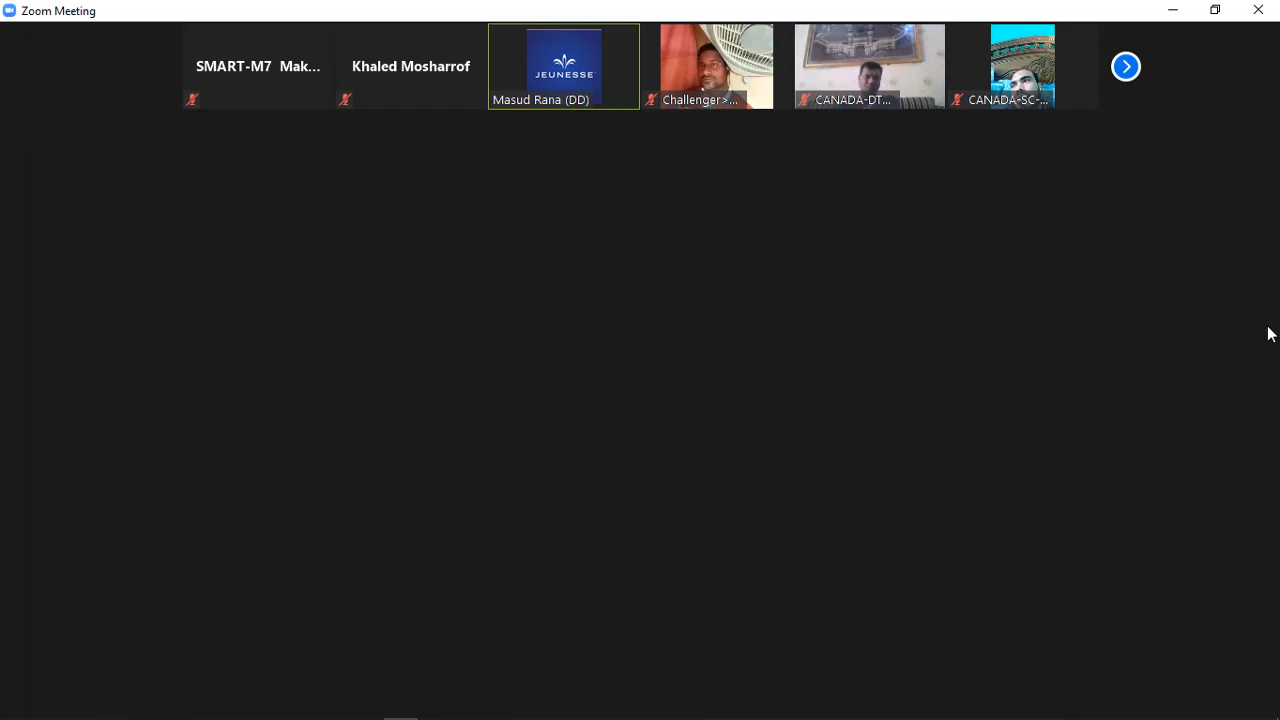 Zoom Meeting
SMART-M7 Mak...
Khaled Mosharrof
JEUNESSE
Masud Rana (DD)
Challenger>...
CANADA-DT...
CANADA-SC-...